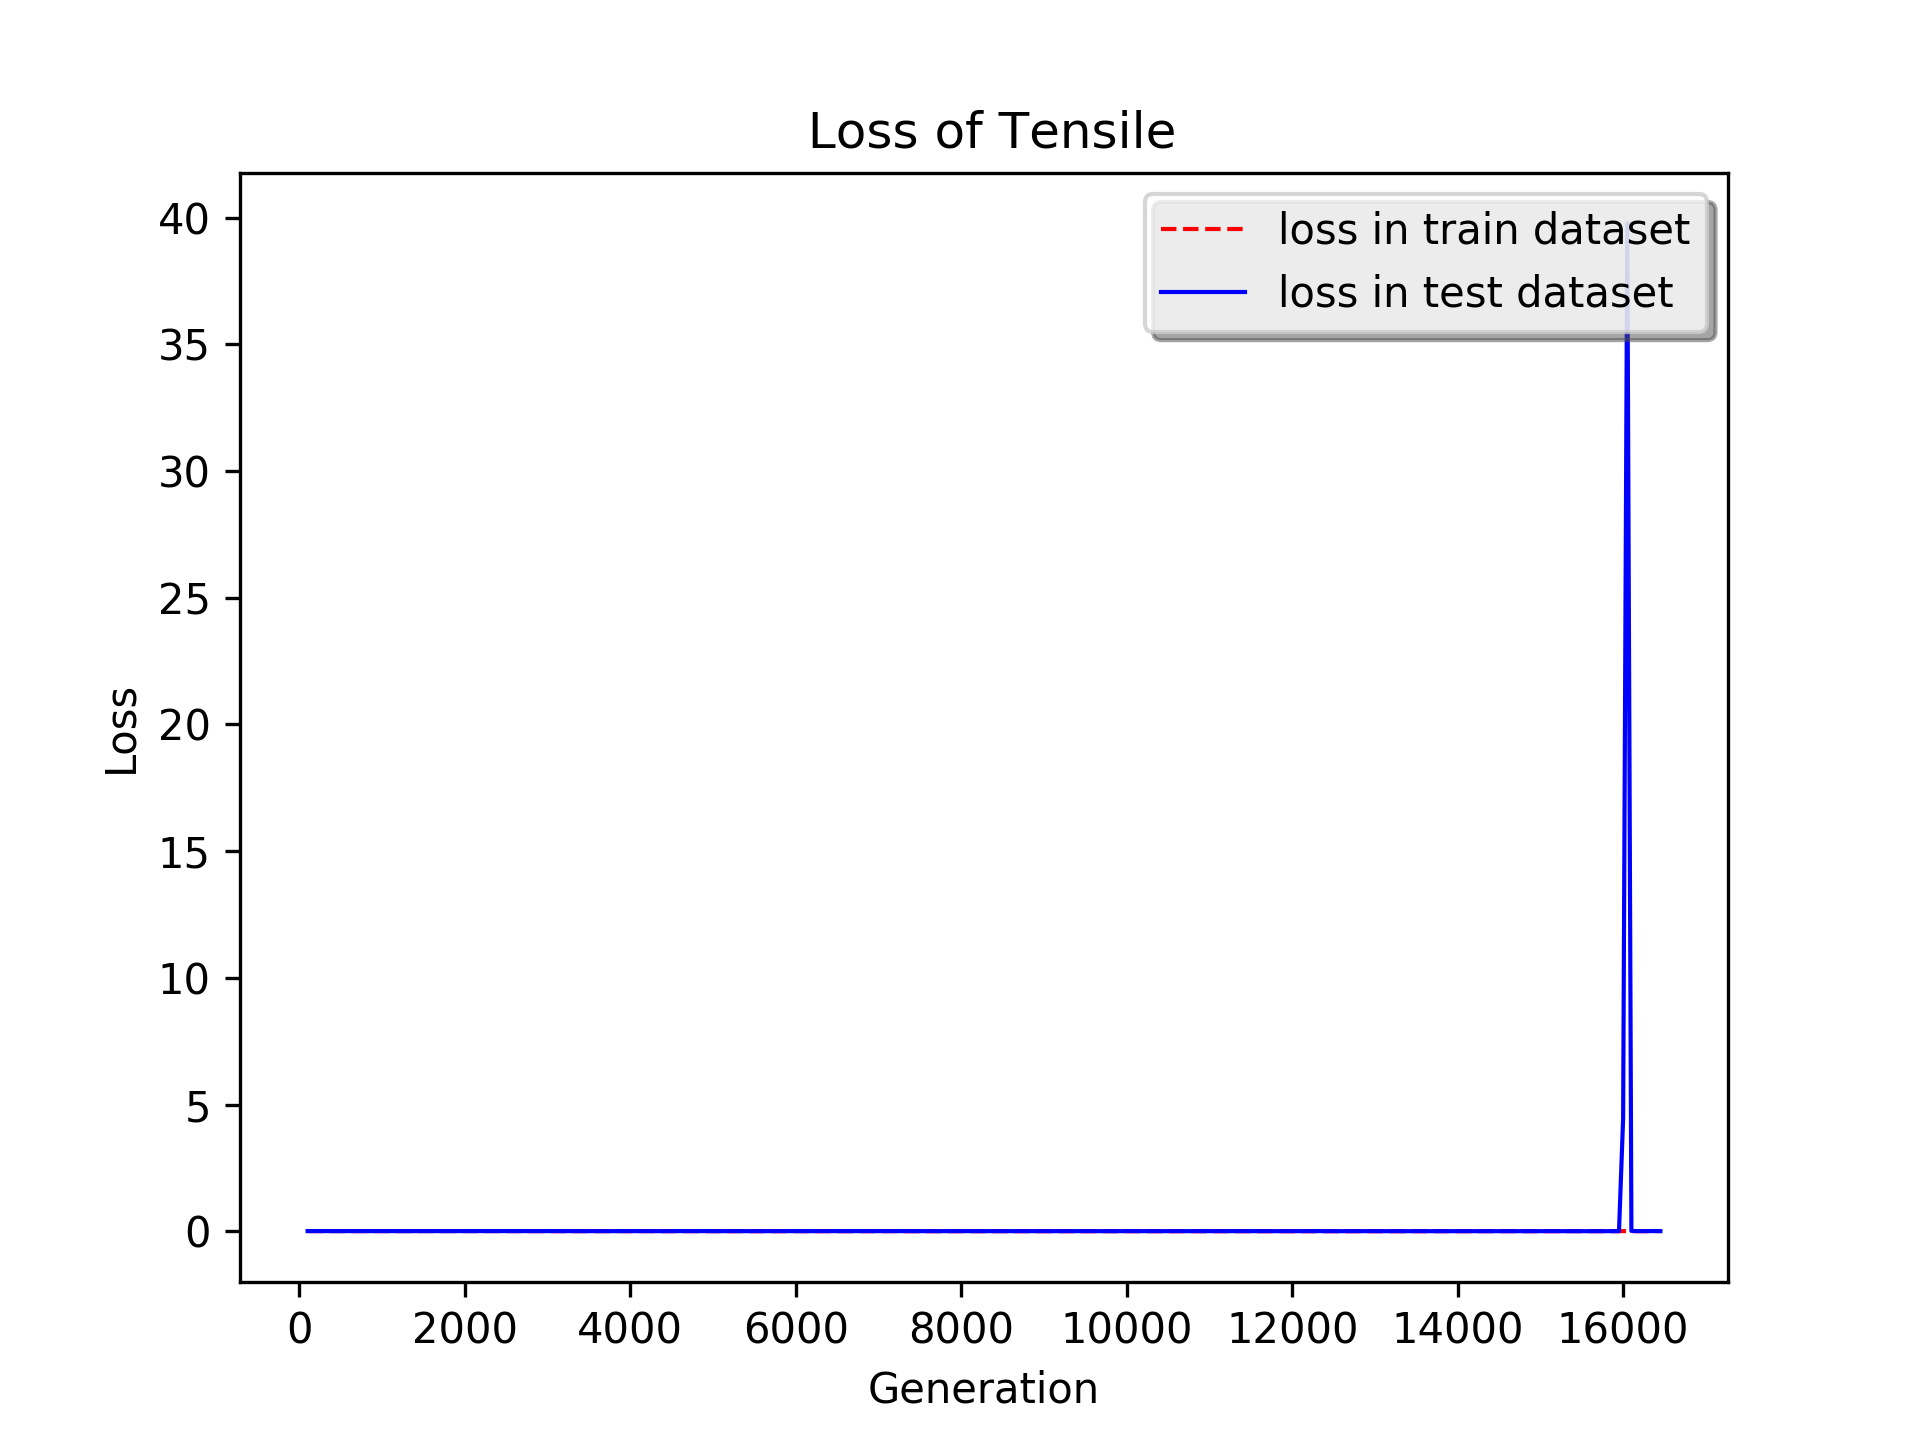 Loss of Tensile
loss in train dataset
loss in test dataset
40
35
30
25
20
15
10
5
0
Loss
0 2000 4000 6000 8000 10000 12000 14000 16000
Generation